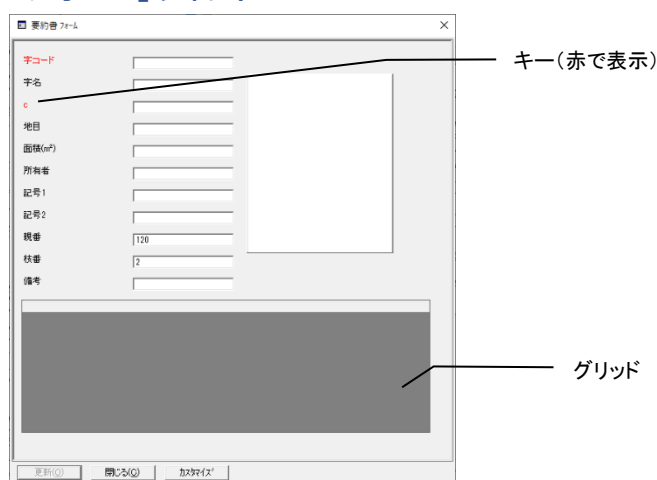 要約書 ﾌｫｰﾑ
字コード
字名
c
地目
面積(㎡)
所有者
記号1
記号2
親番
120
枝番
2
備考
更新(O)
閉じる(C)
ｶｽﾀﾏｲｽﾞ
キー（赤で表示）
グリッド